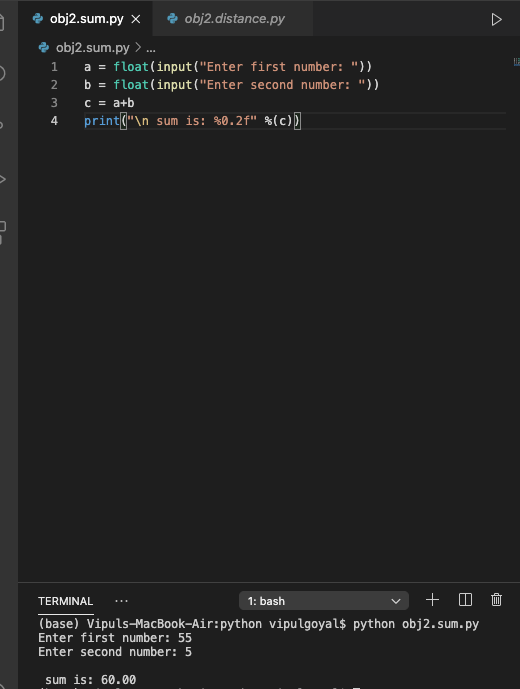 obj2.sum.py
obj2.distance.py
obj2.sum.py > ...
1 a = float(input("Enter first number: "))
2 b = float(input("Enter second number: "))
3 c = a+b
4 print("\n sum is: %0.2f" %(c))
TERMINAL ... 1: bash
(base) Vipuls-MacBook-Air:python vipulgoyal$ python obj2.sum.py
Enter first number: 55
Enter second number: 5
sum is: 60.00